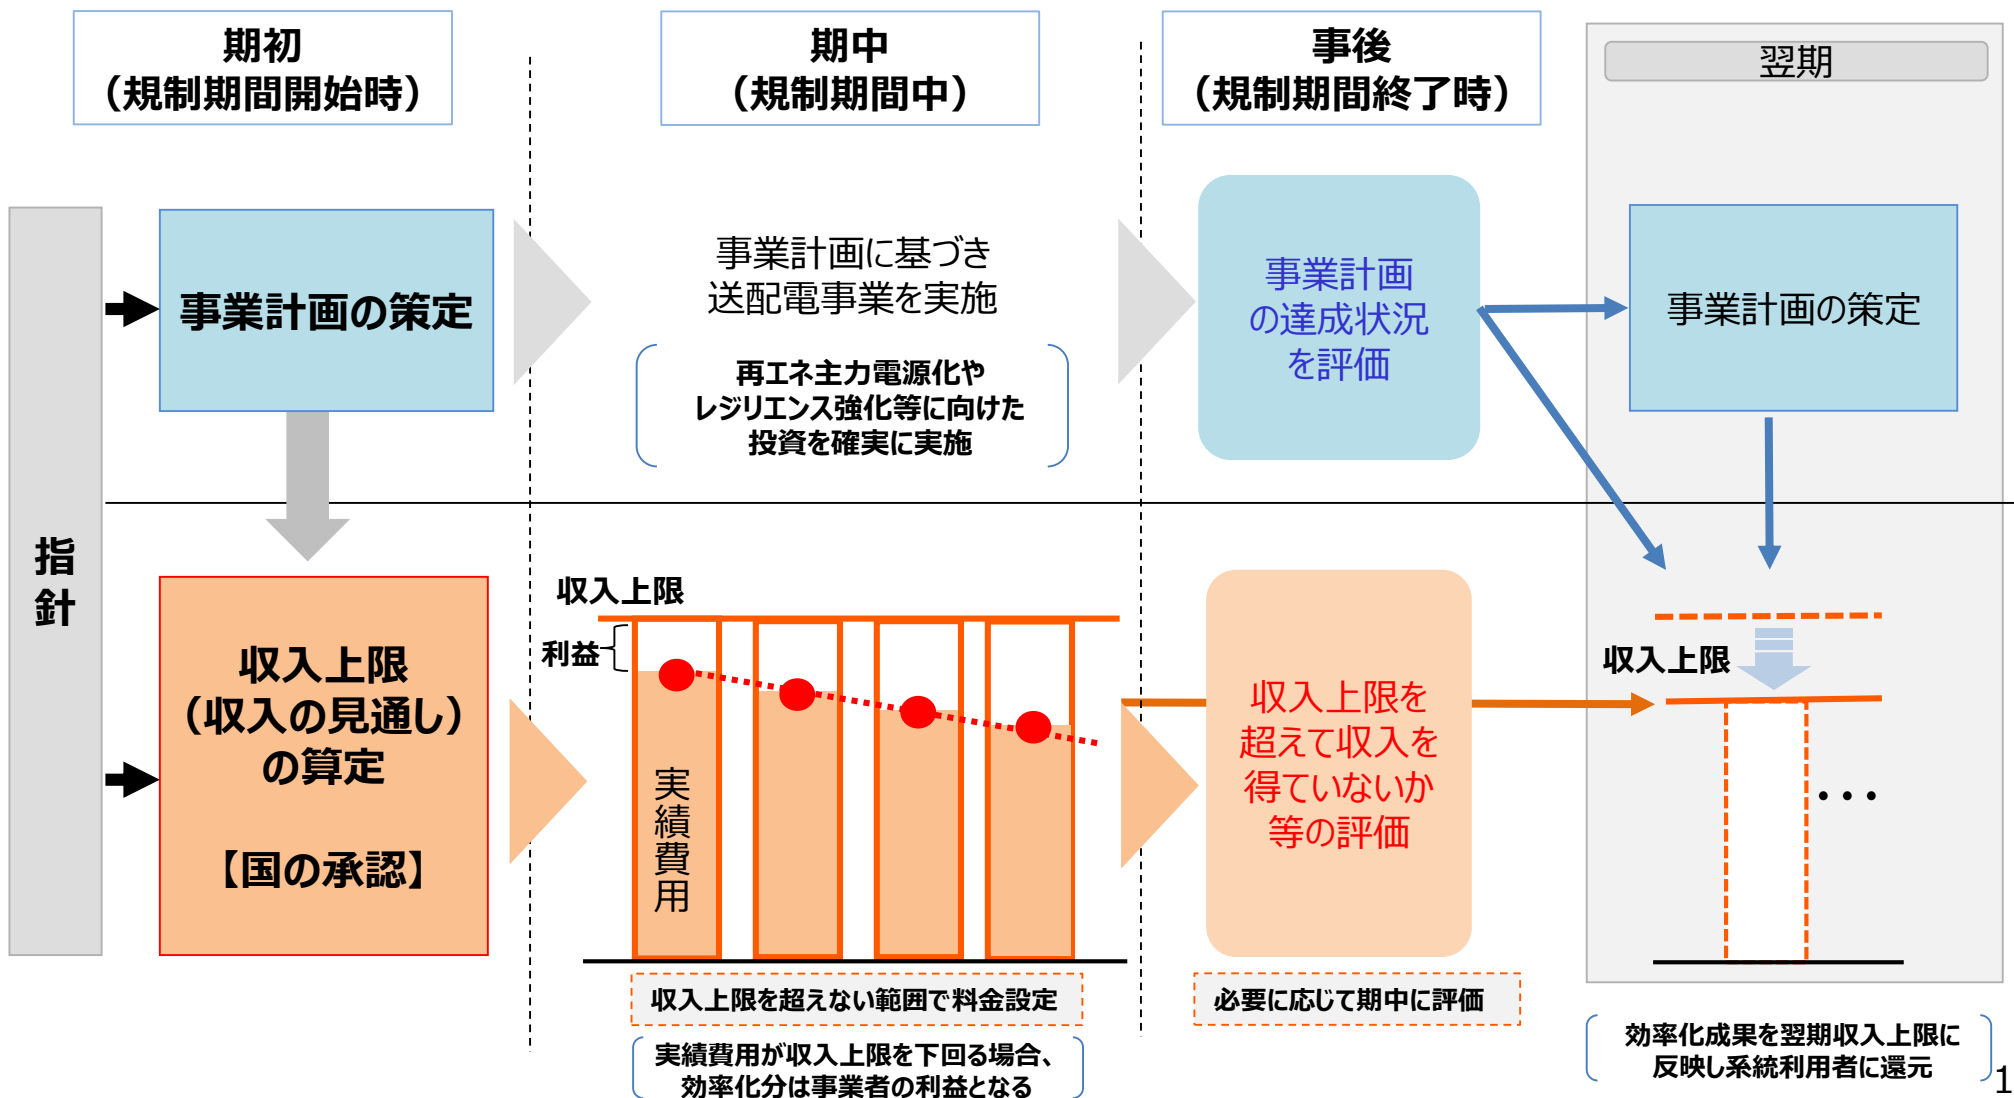 期初
（規制期間開始時）
期中
（規制期間中）
事後
（規制期間終了時）
翌期
指
針
事業計画の策定
事業計画に基づき
送配電事業を実施
再エネ主力電源化や
レジリエンス強化等に向けた
投資を確実に実施
事業計画
の達成状況
を評価
事業計画の策定
収入上限
（収入の見通し）
の算定
【国の承認】
収入上限
利益
実績費用
収入上限を超えない範囲で料金設定
実績費用が収入上限を下回る場合、
効率化分は事業者の利益となる
収入上限を
超えて収入を
得ていないか
等の評価
必要に応じて期中に評価
収入上限
・・・
効率化成果を翌期収入上限に
反映し系統利用者に還元
1